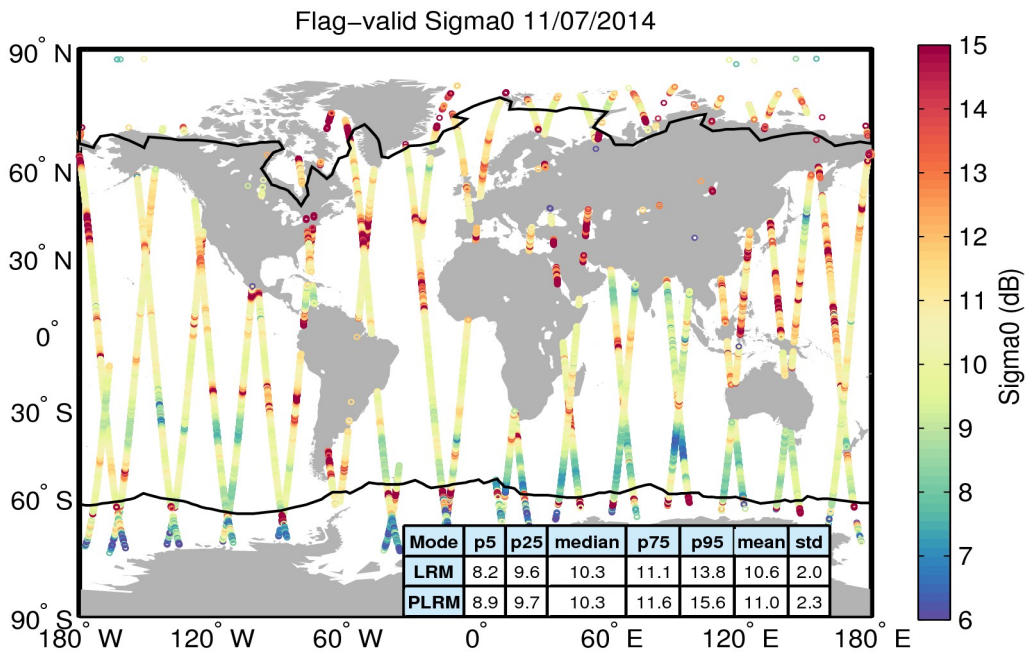 Flag−valid Sigma0 11/07/2014
90° N
60° N
30° N
0°
30° S
60° S
90° S
180° W
120° W
60° W
0°
60° E
120° E
180° E
Mode p5 p25 median p75 p95 mean std
LRM 8.2 9.6 10.3 11.1 13.8 10.6 2.0
PLRM 8.9 9.7 10.3 11.6 15.6 11.0 2.3
15
14
13
12
11
10
9
8
7
6
Sigma0 (dB)